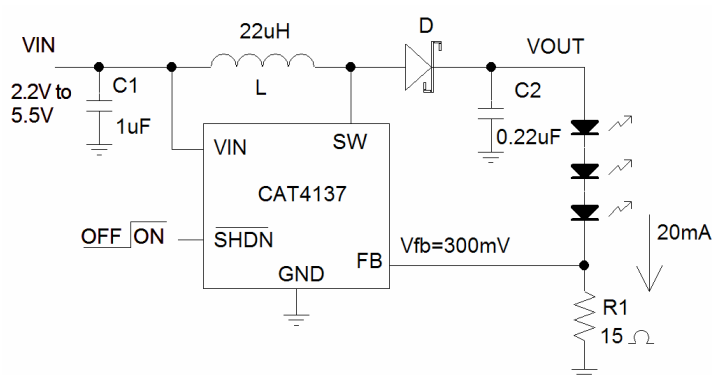 22uH
D
VIN
VOUT
2.2V to
5.5V
C1
L
C2
1uF
0.22uF
VIN
SW
CAT4137
OFF ON
SHDN
Vfb=300mV
FB
20mA
GND
R1
15 Ω